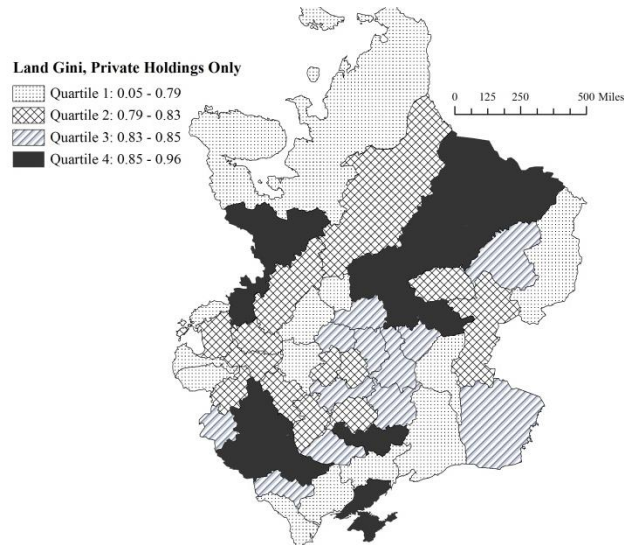 Land Gini, Private Holdings Only
Quartile 1: 0.05 - 0.79
Quartile 2: 0.79 - 0.83
Quartile 3: 0.83 - 0.85
Quartile 4: 0.85 - 0.96
0 125 250 500 Miles